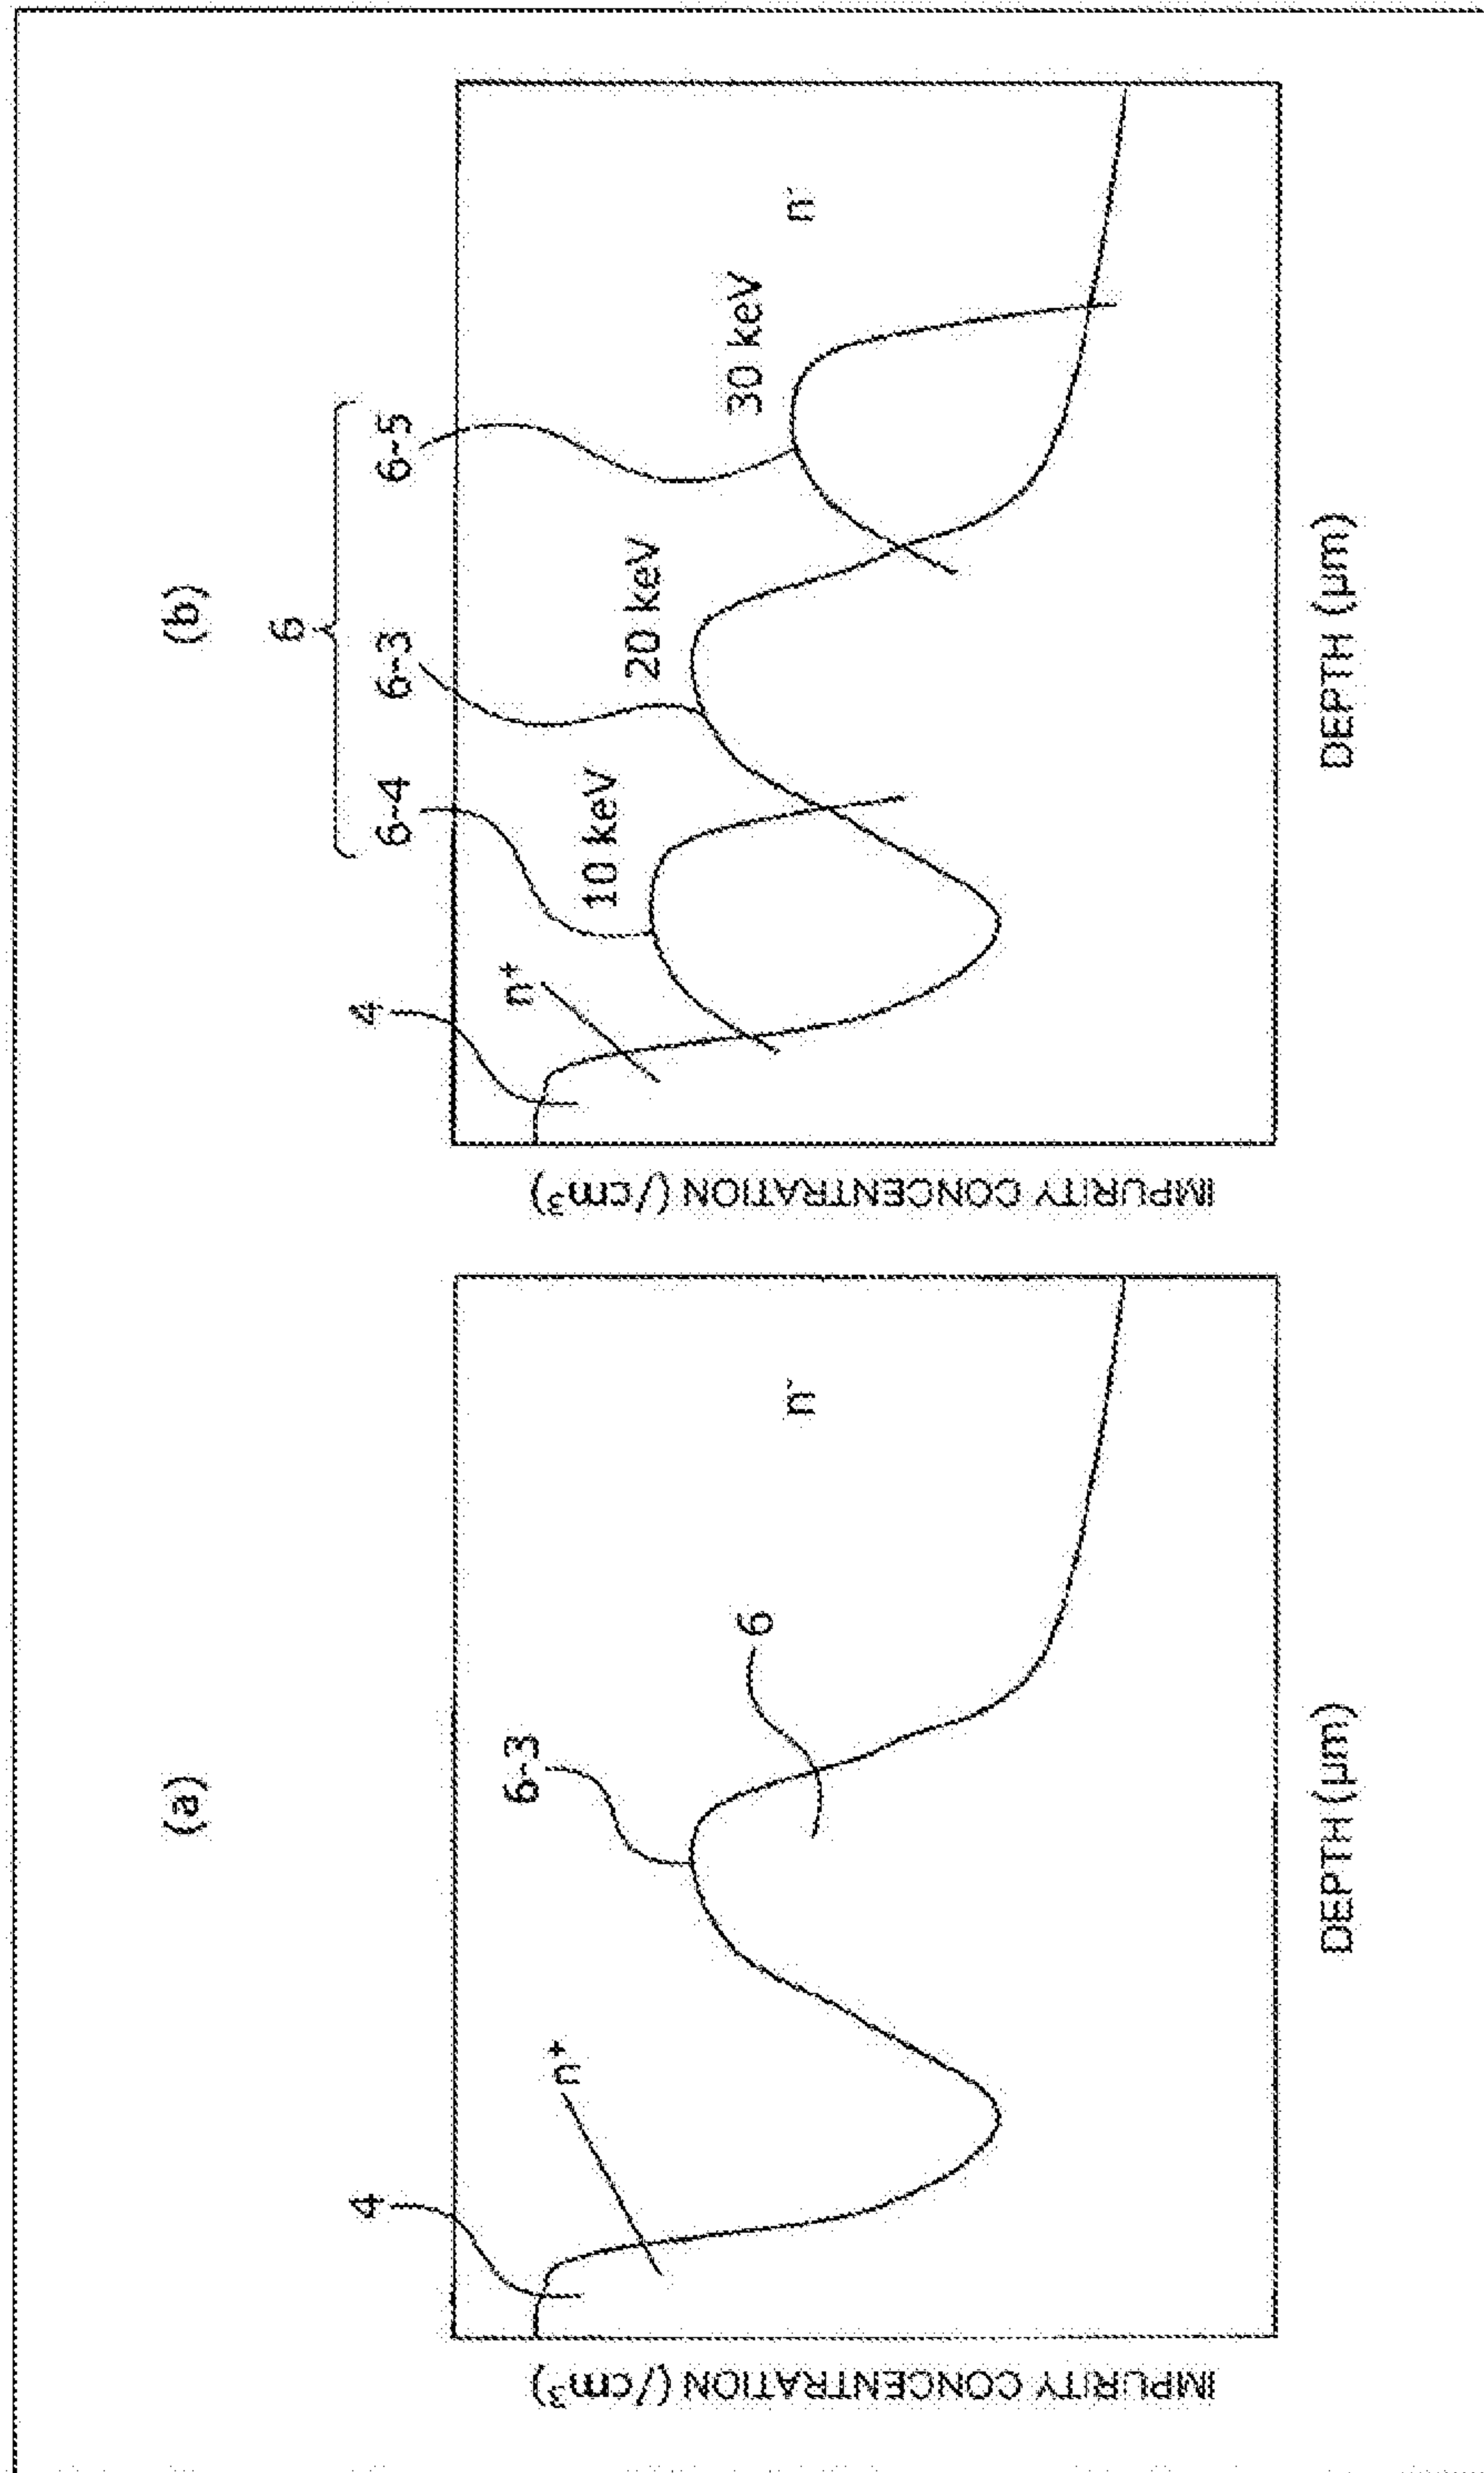 (a)
4
n⁺
6-3
6
n⁻
IMPURITY CONCENTRATION (/cm³)
DEPTH (μm)
(b)
6
6-4
6-3
6-5
4
n⁺
10 keV
20 keV
30 keV
n⁻
IMPURITY CONCENTRATION (/cm³)
DEPTH (μm)